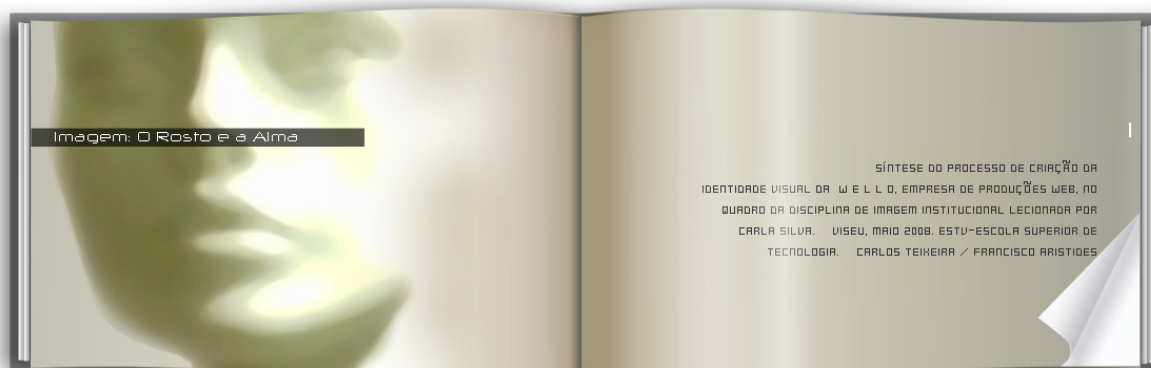 Imagem: O Rosto e a Alma
SÍNTESE DO PROCESSO DE CRIAÇÃO DA
IDENTIDADE VISUAL DA W E L L O, EMPRESA DE PRODUÇÕES WEB, NO
QUADRO DA DISCIPLINA DE IMAGEM INSTITUCIONAL LECIONADA POR
CARLA SILVA. VISEU, MAIO 2008. ESTV-ESCOLA SUPERIOR DE
TECNOLOGIA. CARLOS TEIXEIRA / FRANCISCO ARISTIDES